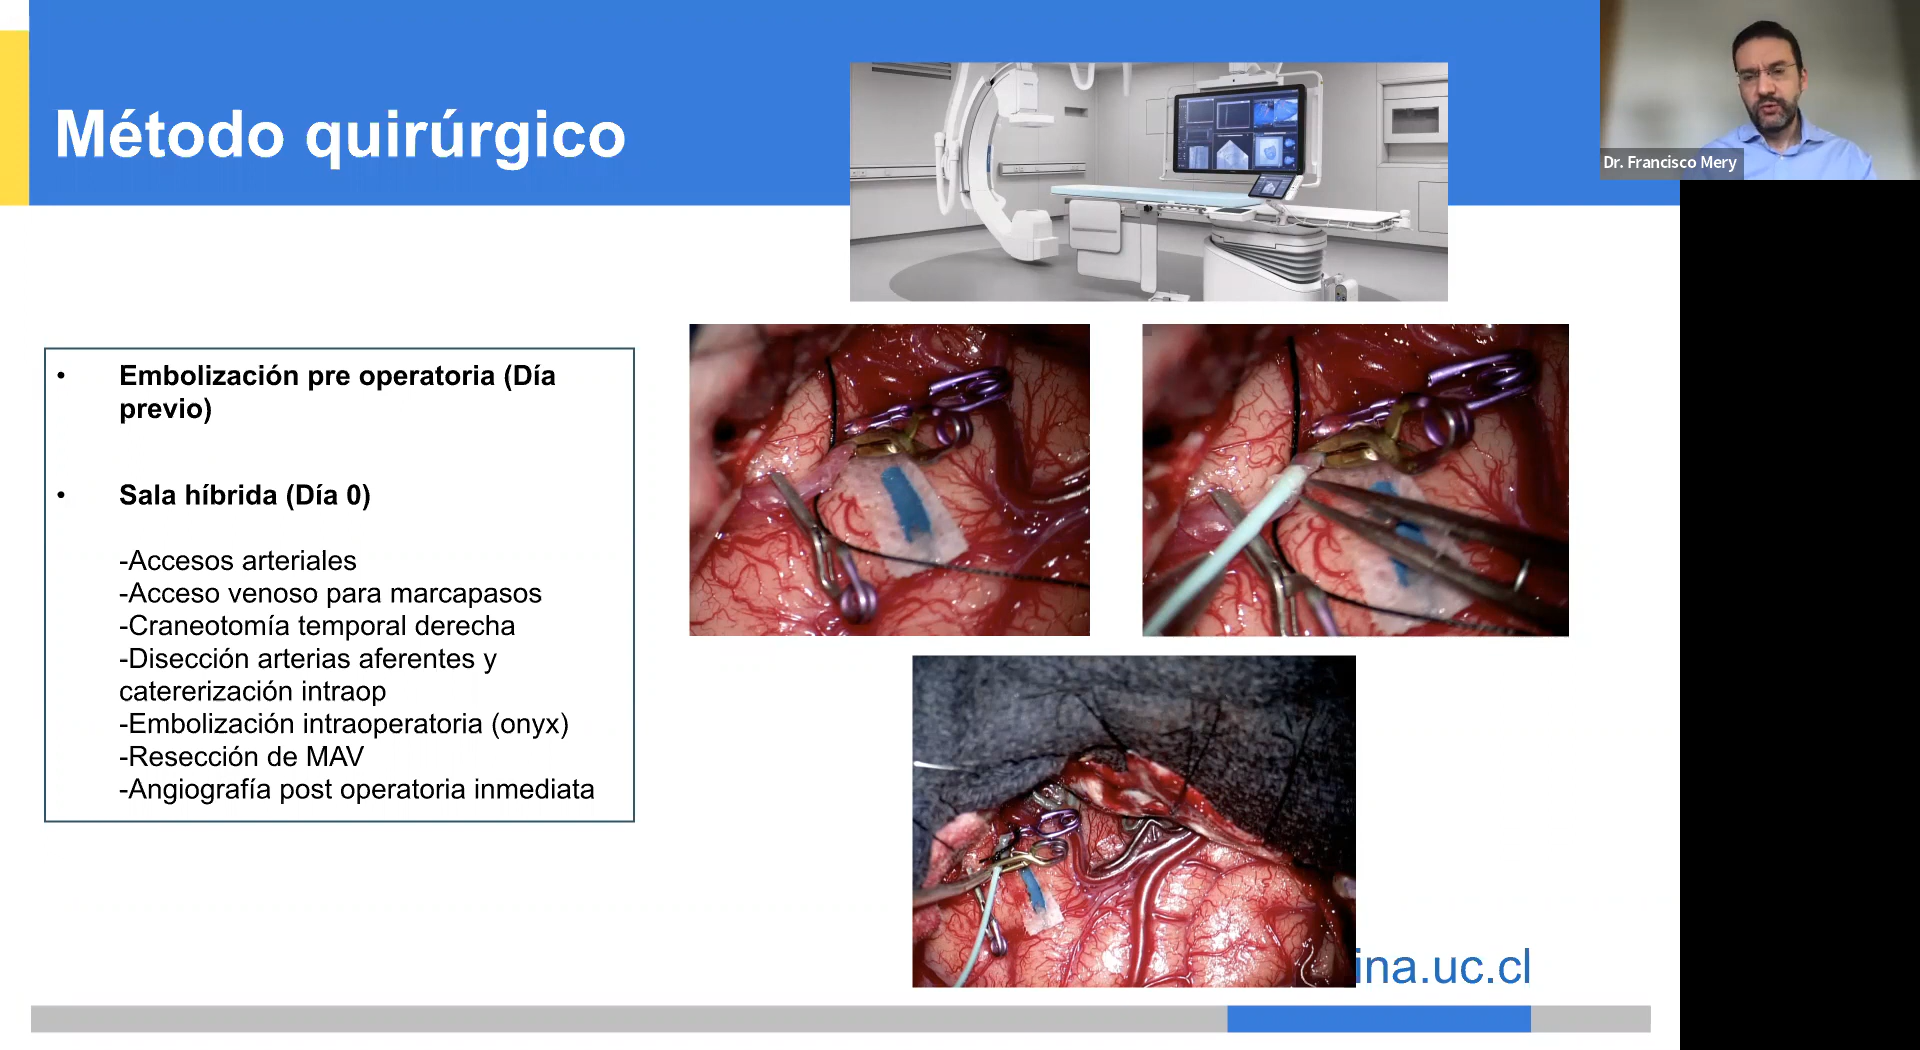 Método quirúrgico
Dr. Francisco Mery
• Embolización pre operatoria (Día
previo)
• Sala híbrida (Día 0)
-Accesos arteriales
-Acceso venoso para marcapasos
-Craneotomía temporal derecha
-Disección arterias aferentes y
catererización intraop
-Embolización intraoperatoria (onyx)
-Resección de MAV
-Angiografía post operatoria inmediata
ina.uc.cl